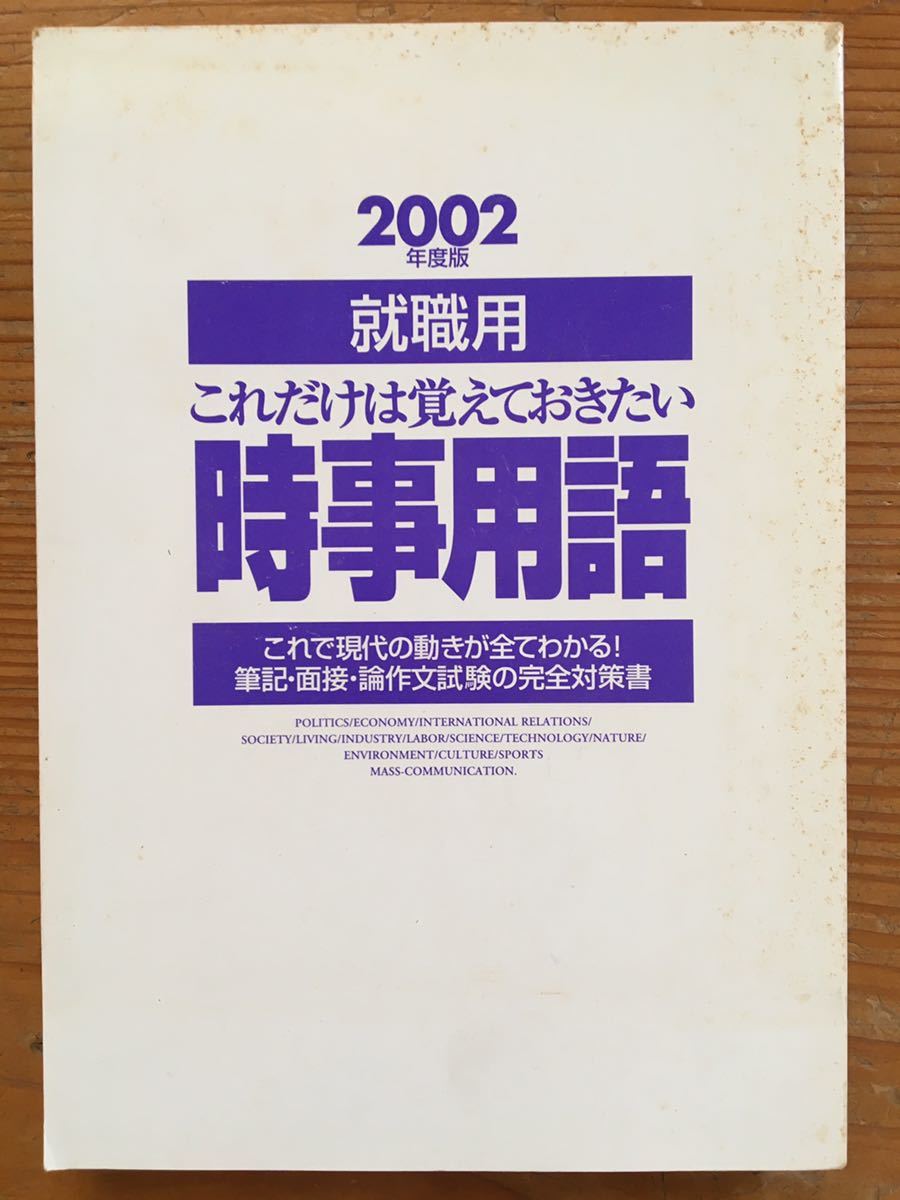 2002
年度版
就職用
これだけは覚えておきたい
時事用語
これで現代の動きが全てわかる!
筆記・面接・論作文試験の完全対策書
POLITICS/ECONOMY/INTERNATIONAL RELATIONS/
SOCIETY/LIVING/INDUSTRY/LABOR/SCIENCE/TECHNOLOGY/NATURE/
ENVIRONMENT/CULTURE/SPORTS
MASS-COMMUNICATION.